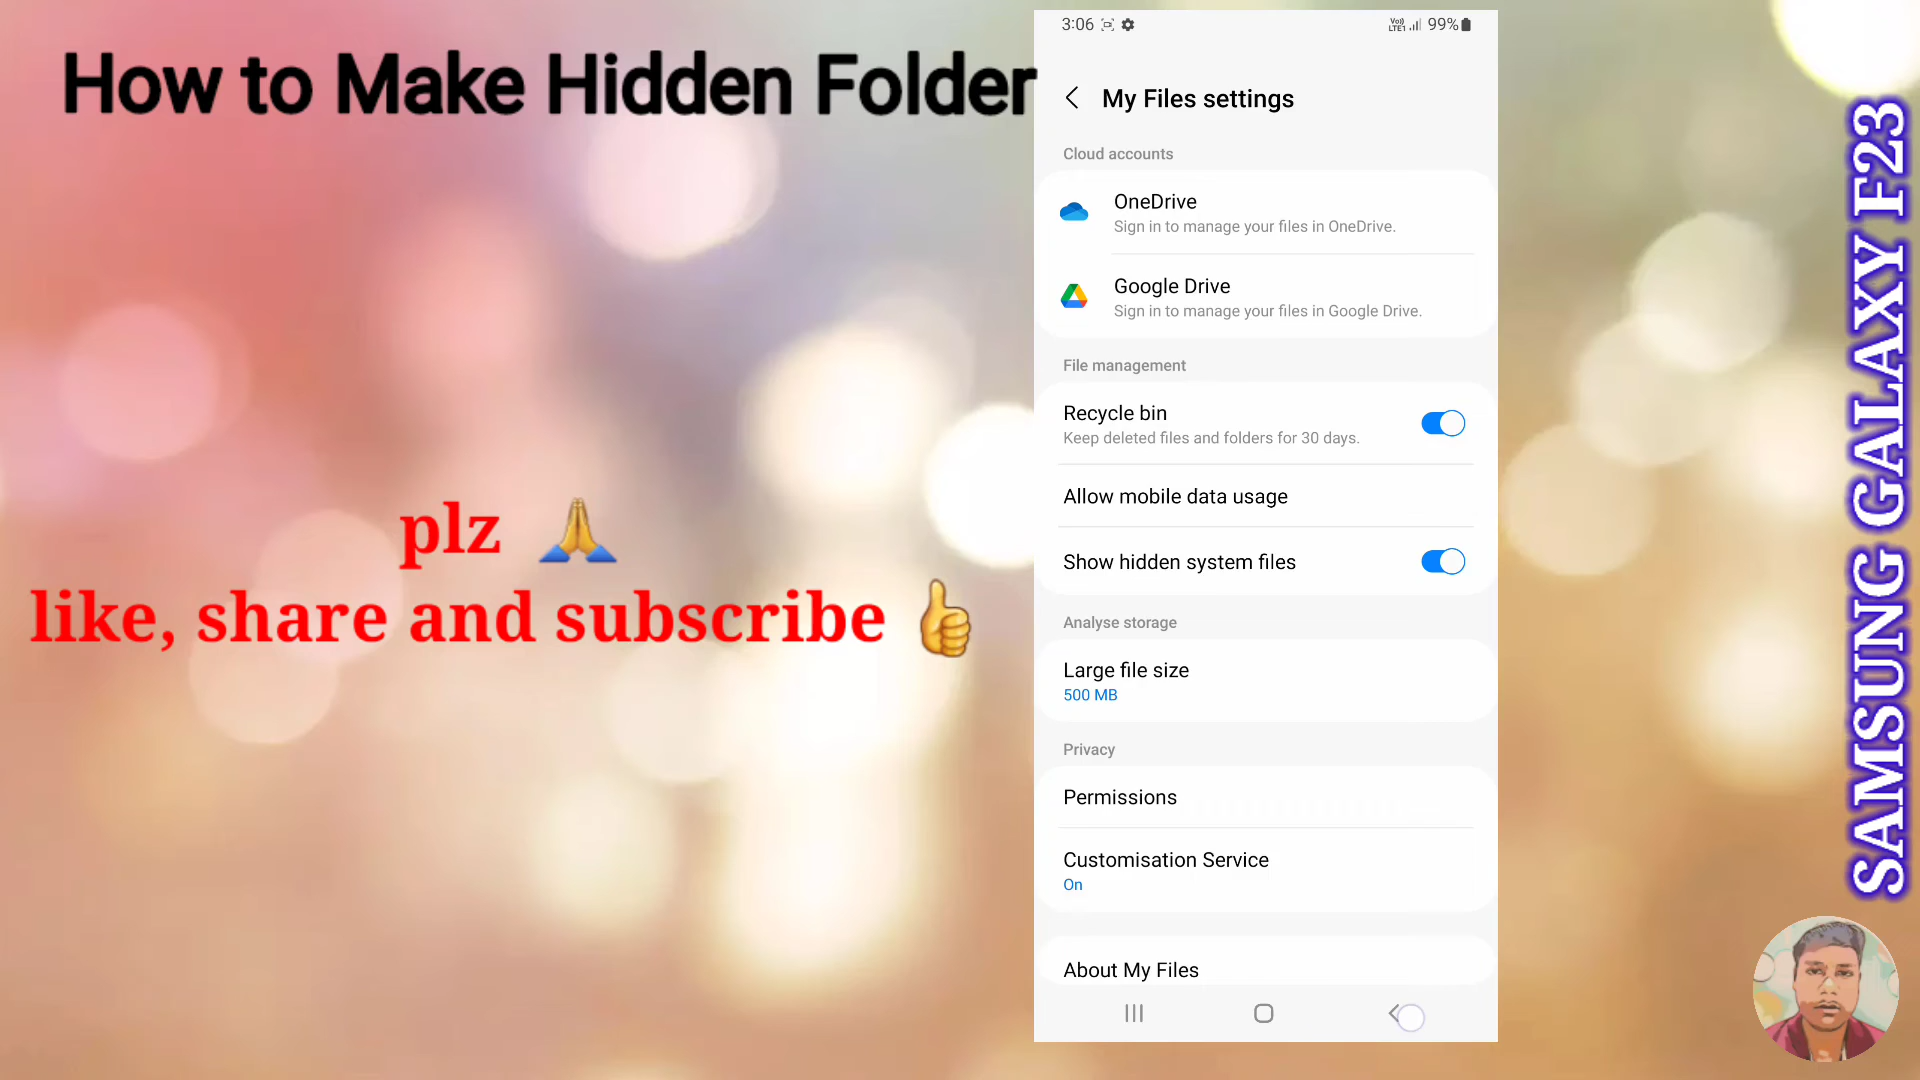 How to Make Hidden Folder
plz 🙏
like, share and subscribe 👍
3:06
Vo)) LTE1 99%
My Files settings
Cloud accounts
OneDrive
Sign in to manage your files in OneDrive.
Google Drive
Sign in to manage your files in Google Drive.
File management
Recycle bin
Keep deleted files and folders for 30 days.
Allow mobile data usage
Show hidden system files
Analyse storage
Large file size
500 MB
Privacy
Permissions
Customisation Service
On
About My Files
SAMSUNG GALAXY F23